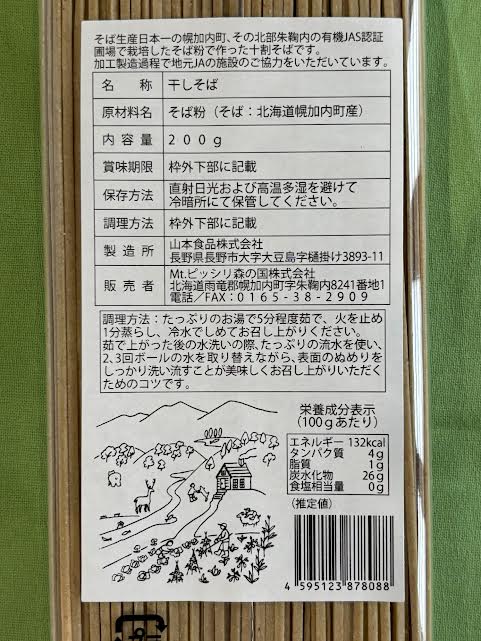 そば生産日本一の幌加内町、その北部朱鞠内の有機JAS認証
圃場で栽培したそば粉で作った十割そばです。
加工製造過程で地元JAの施設のご協力をいただいています。
名　称 干しそば
原材料名 そば粉（そば：北海道幌加内町産）
内容量 ２００ｇ
賞味期限 枠外下部に記載
保存方法 直射日光および高温多湿を避けて
冷暗所にて保管してください。
調理方法 枠外下部に記載
製造所 山本食品株式会社
長野県長野市大字大豆島字樋掛け3893-11
販売者 Mt.ピッシリ森の国株式会社
北海道雨竜郡幌加内町字朱鞠内8241番地1
電話／FAX：0165-38-2909
調理方法：たっぷりのお湯で5分程度茹で、火を止め
1分蒸らし、冷水でしめてお召し上がりください。
茹で上がった後の水洗いの際、たっぷりの流水を使い、
2、3回ボールの水を取り替えながら、表面のぬめりを
しっかり洗い流すことが美味しくお召し上がりいただく
ためのコツです。
栄養成分表示
（100ｇあたり）
エネルギー 132kcal
タンパク質 4g
脂質 1g
炭水化物 26g
食塩相当量 0g
（推定値）
4 595123 878088